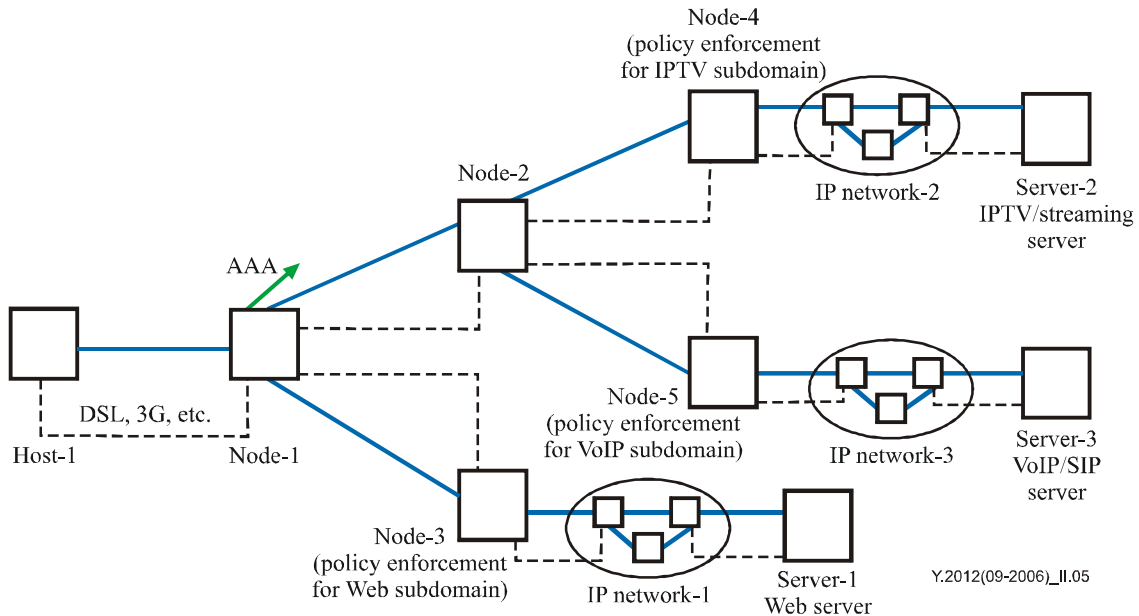 Node-4
(policy enforcement
for IPTV subdomain)
Node-2
IP network-2
Server-2
IPTV/streaming
server
AAA
DSL, 3G, etc.
Host-1
Node-1
Node-5
(policy enforcement
for VoIP subdomain)
IP network-3
Server-3
VoIP/SIP
server
Node-3
(policy enforcement
for Web subdomain)
IP network-1
Server-1
Web server
Y.2012(09-2006)_II.05